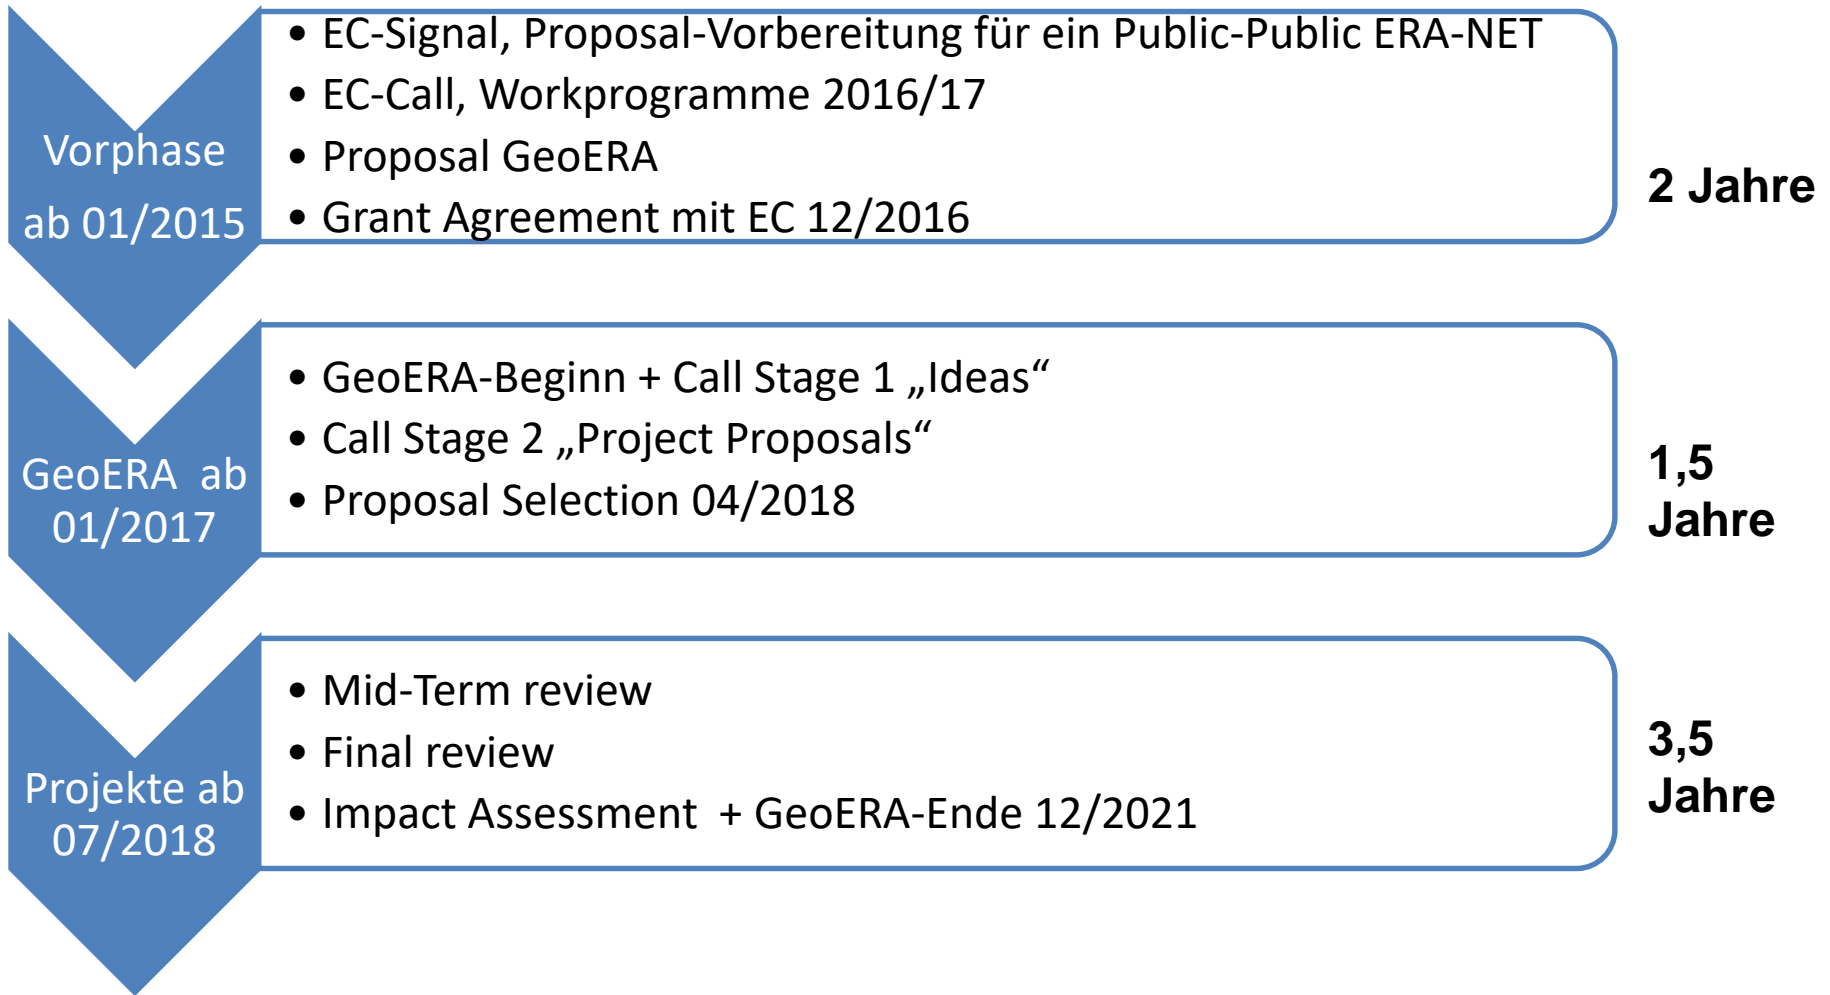 Vorphase
ab 01/2015
• EC-Signal, Proposal-Vorbereitung für ein Public-Public ERA-NET
• EC-Call, Workprogramme 2016/17
• Proposal GeoERA
• Grant Agreement mit EC 12/2016
2 Jahre
GeoERA ab
01/2017
• GeoERA-Beginn + Call Stage 1 „Ideas“
• Call Stage 2 „Project Proposals“
• Proposal Selection 04/2018
1,5
Jahre
Projekte ab
07/2018
• Mid-Term review
• Final review
• Impact Assessment + GeoERA-Ende 12/2021
3,5
Jahre